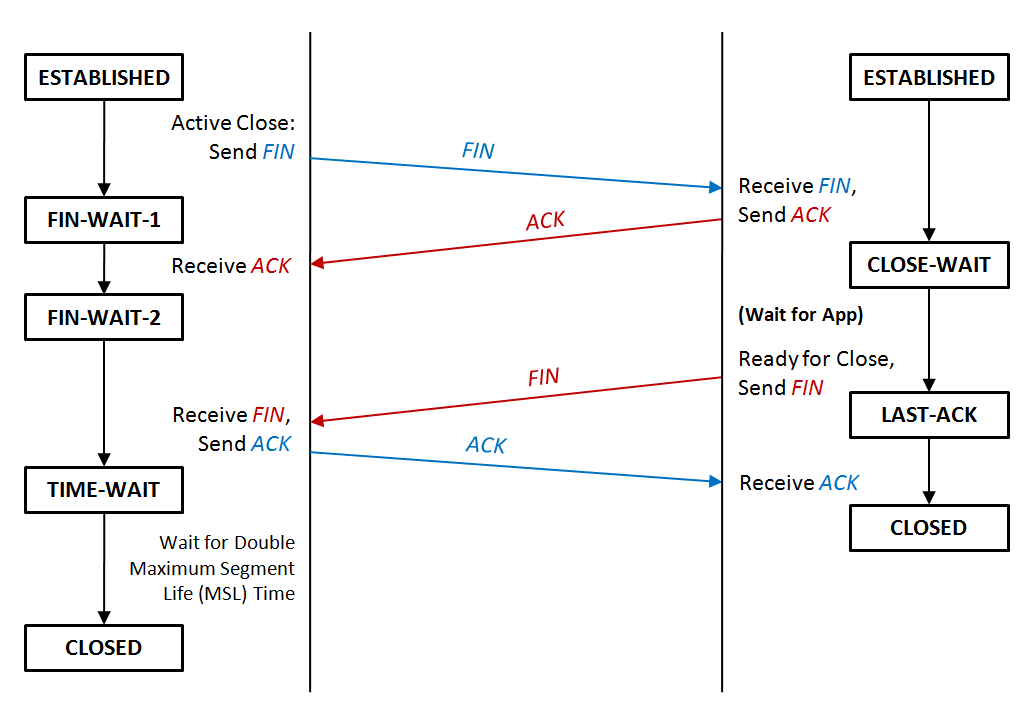 ESTABLISHED
ESTABLISHED
Active Close:
Send FIN
FIN
Receive FIN,
Send ACK
FIN-WAIT-1
ACK
Receive ACK
CLOSE-WAIT
FIN-WAIT-2
(Wait for App)
Ready for Close,
Send FIN
FIN
LAST-ACK
Receive FIN,
Send ACK
ACK
Receive ACK
TIME-WAIT
CLOSED
Wait for Double
Maximum Segment
Life (MSL) Time
CLOSED